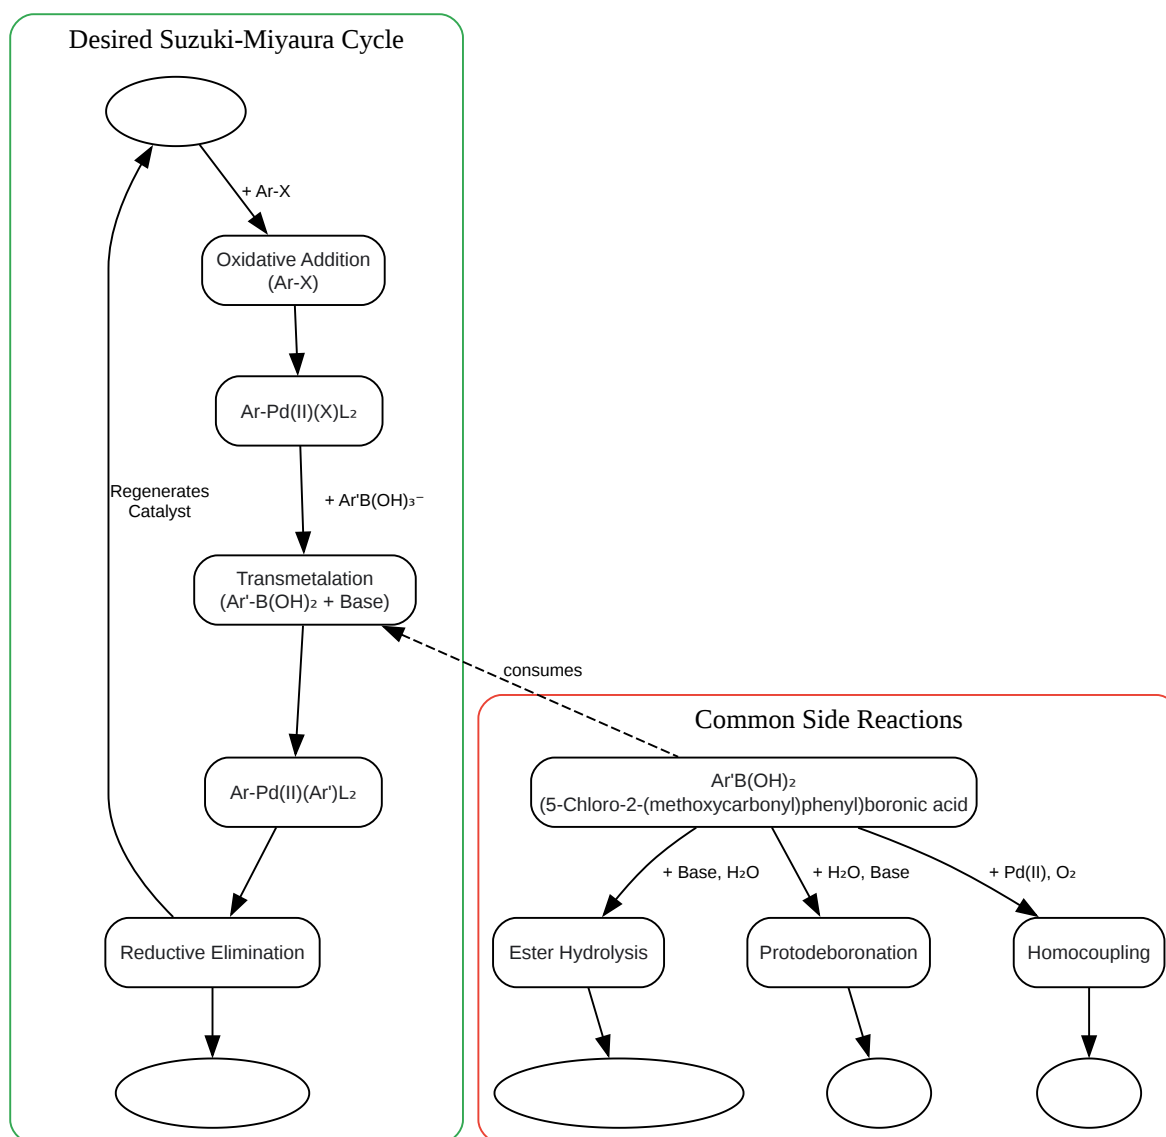 Desired Suzuki-Miyaura Cycle
+ Ar-X
Oxidative Addition
(Ar-X)
Ar-Pd(II)(X)L₂
Regenerates
Catalyst
+ Ar'B(OH)₃⁻
Transmetalation
(Ar'-B(OH)₂ + Base)
consumes
Ar-Pd(II)(Ar')L₂
Reductive Elimination
Common Side Reactions
Ar'B(OH)₂
(5-Chloro-2-(methoxycarbonyl)phenyl)boronic acid
+ Base, H₂O
+ H₂O, Base
+ Pd(II), O₂
Ester Hydrolysis
Protodeboronation
Homocoupling